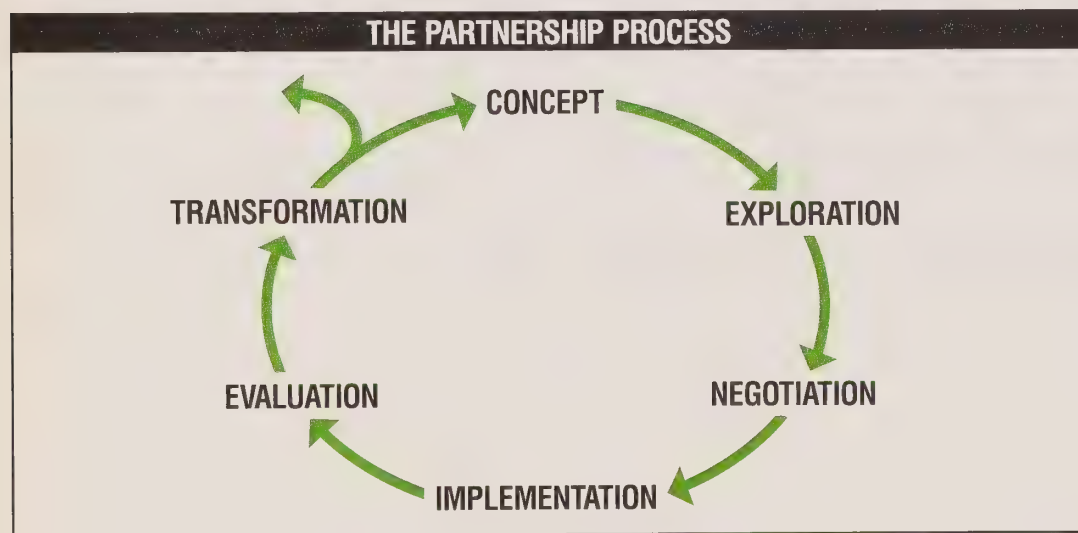 THE PARTNERSHIP PROCESS
CONCEPT
EXPLORATION
NEGOTIATION
IMPLEMENTATION
EVALUATION
TRANSFORMATION